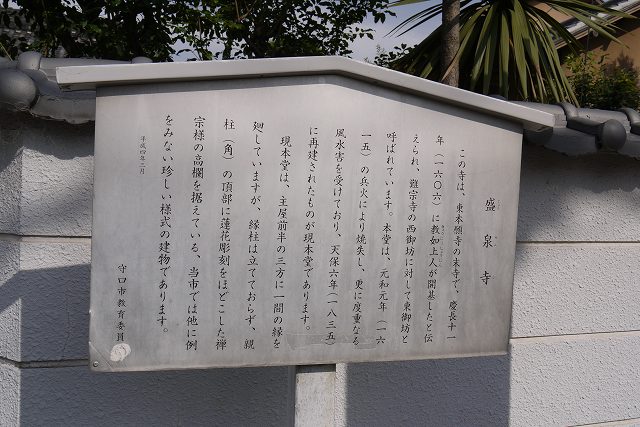 盛泉寺
この寺は、東本願寺の末寺で、慶長十一
年（一六〇六）に教如上人が開基したと伝
えられ、難宗寺の西御坊に対して東御坊と
呼ばれています。本堂は、元和元年（一六
一五）の兵火により焼失し、更に度重なる
風水害を受けており、天保六年（一八三五）
に再建されたものが現本堂であります。
現本堂は、主屋前半の三方に一間の縁を
廻していますが、縁柱は立てておらず、親
柱（角）の頂部に蓮花彫刻をほどこした禅
宗様の高欄を据えている、当市では他に例
をみない珍しい様式の建物であります。
平成四年三月
守口市教育委員